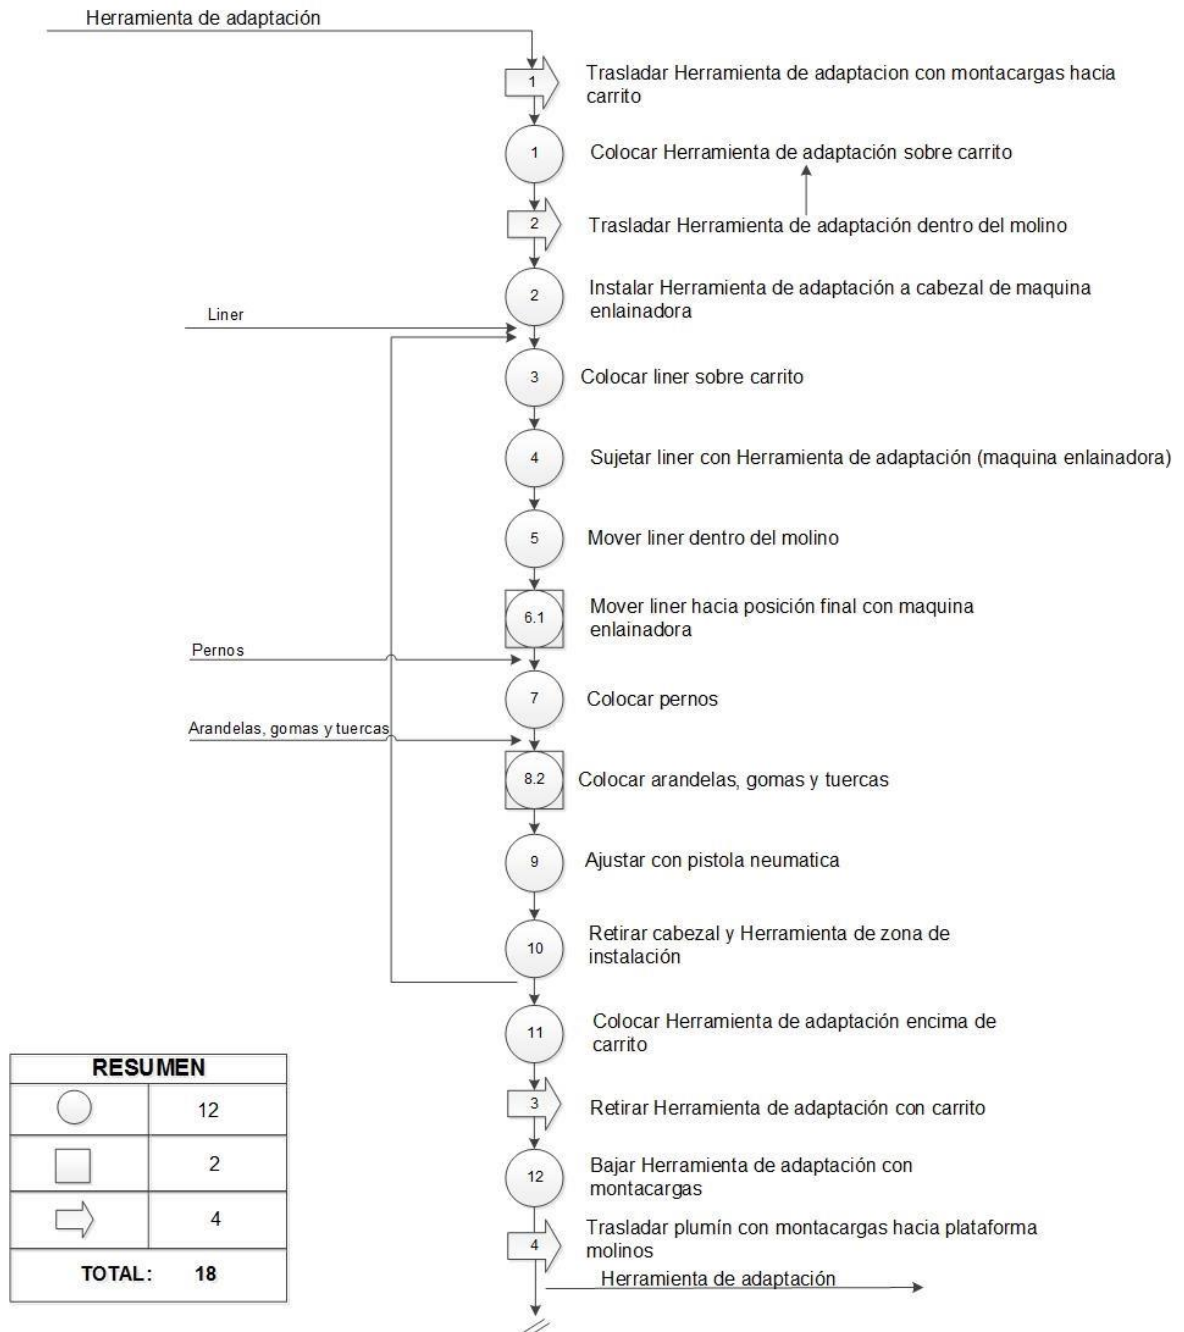 Herramienta de adaptación
1
Trasladar Herramienta de adaptacion con montacargas hacia
carrito
1
Colocar Herramienta de adaptación sobre carrito
2
Trasladar Herramienta de adaptación dentro del molino
2
Instalar Herramienta de adaptación a cabezal de maquina
enlainadora
Liner
3
Colocar liner sobre carrito
4
Sujetar liner con Herramienta de adaptación (maquina enlainadora)
5
Mover liner dentro del molino
6.1
Mover liner hacia posición final con maquina
enlainadora
Pernos
7
Colocar pernos
Arandelas, gomas y tuercas
8.2
Colocar arandelas, gomas y tuercas
9
Ajustar con pistola neumatica
10
Retirar cabezal y Herramienta de zona de
instalación
11
Colocar Herramienta de adaptación encima de
carrito
3
Retirar Herramienta de adaptación con carrito
12
Bajar Herramienta de adaptación con
montacargas
4
Trasladar plumín con montacargas hacia plataforma
molinos
Herramienta de adaptación
RESUMEN
12
2
4
TOTAL: 18